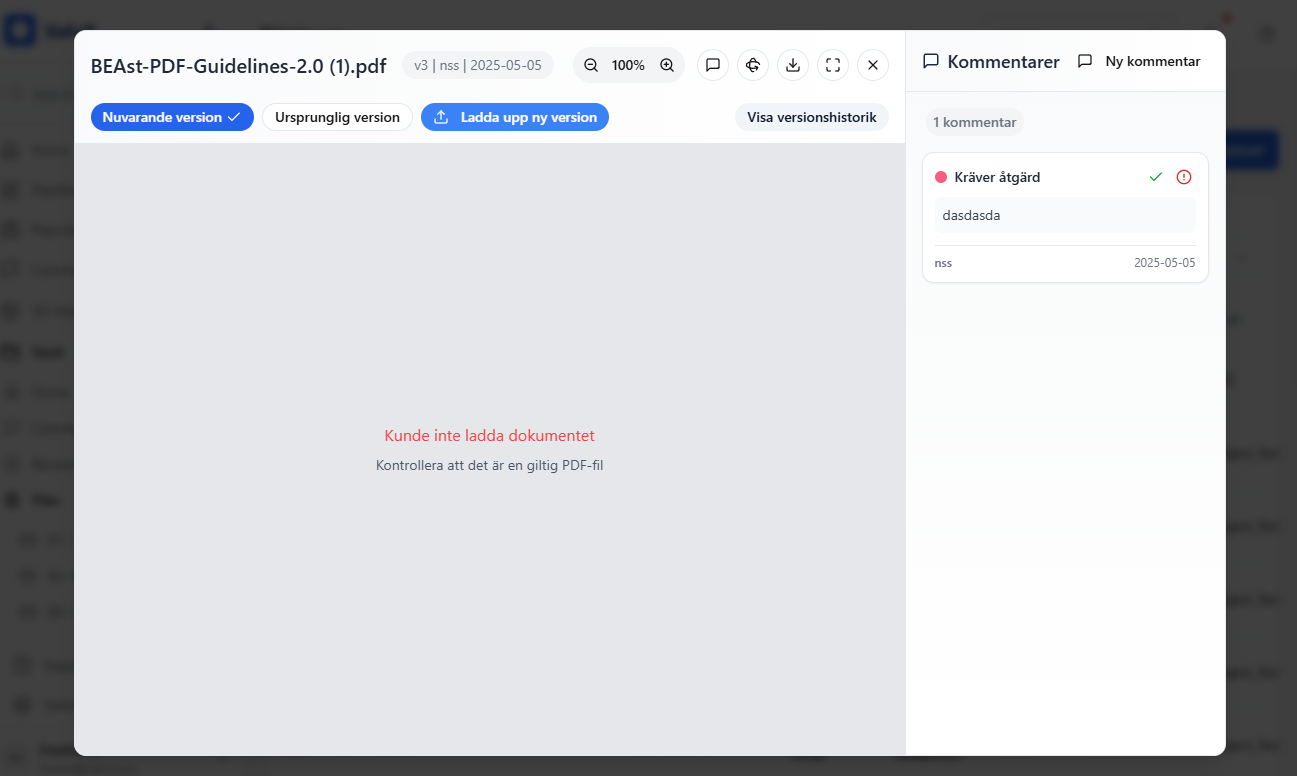 BEAst-PDF-Guidelines-2.0 (1).pdf
v3 | nss | 2025-05-05
100%
Nuvarande version
Ursprunglig version
Ladda upp ny version
Visa versionshistorik
Kunde inte ladda dokumentet
Kontrollera att det är en giltig PDF-fil
Kommentarer
Ny kommentar
1 kommentar
Kräver åtgärd
dasdasda
nss
2025-05-05